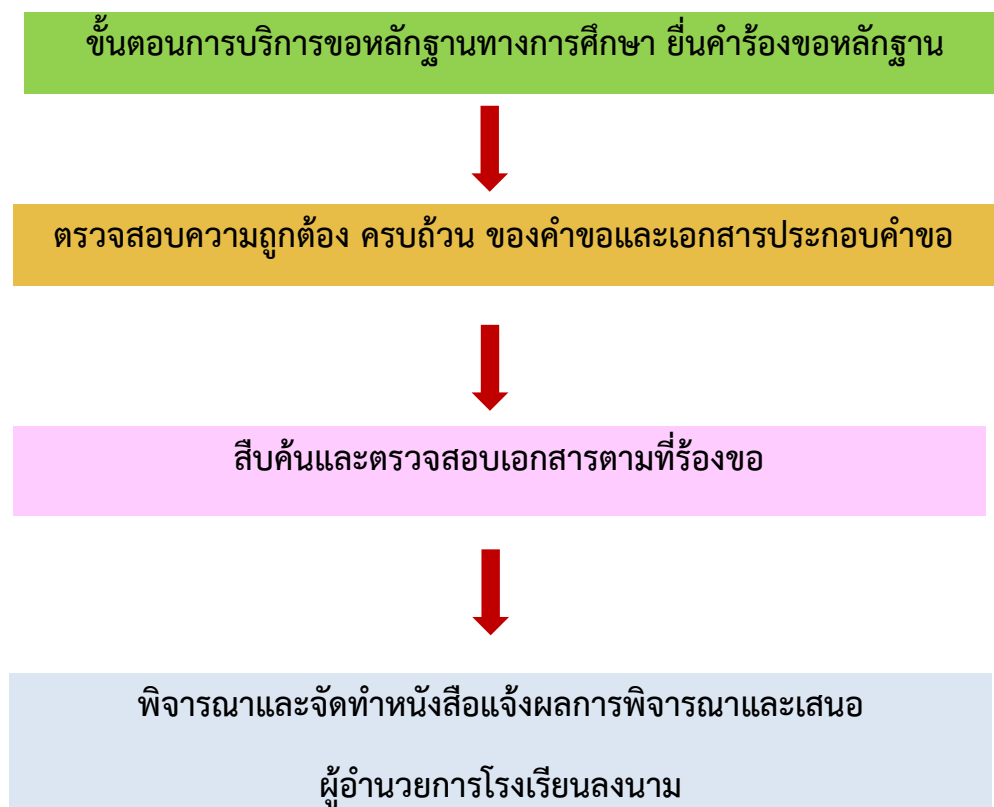 ขั้นตอนการบริการขอหลักฐานทางการศึกษา ยื่นคำร้องขอหลักฐาน
ตรวจสอบความถูกต้อง ครบถ้วน ของคำขอและเอกสารประกอบคำขอ
สืบค้นและตรวจสอบเอกสารตามที่ร้องขอ
พิจารณาและจัดทำหนังสือแจ้งผลการพิจารณาและเสนอ
ผู้อำนวยการโรงเรียนลงนาม